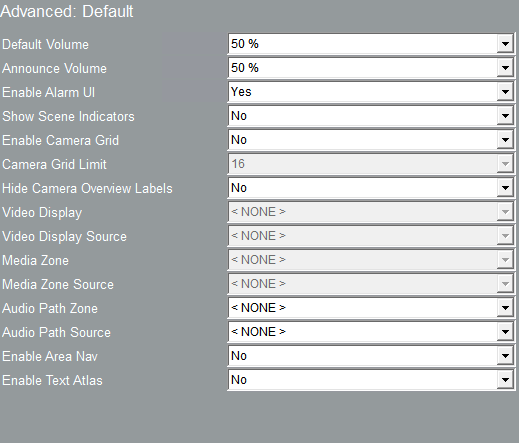 Advanced: Default
Default Volume 50 %
Announce Volume 50 %
Enable Alarm UI Yes
Show Scene Indicators No
Enable Camera Grid No
Camera Grid Limit 16
Hide Camera Overview Labels No
Video Display < NONE >
Video Display Source < NONE >
Media Zone < NONE >
Media Zone Source < NONE >
Audio Path Zone < NONE >
Audio Path Source < NONE >
Enable Area Nav No
Enable Text Atlas No